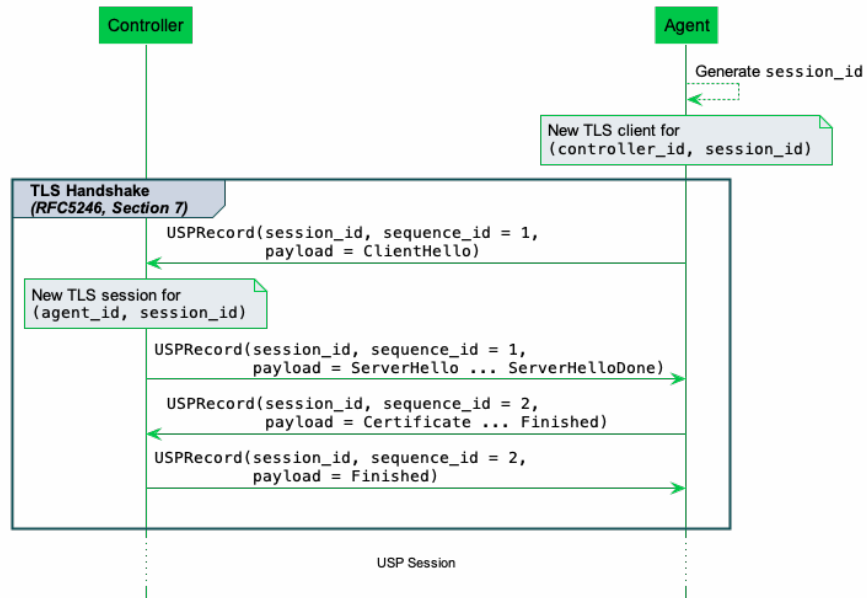 Controller
Agent
Generate session_id
New TLS client for
(controller_id, session_id)
TLS Handshake
(RFC5246, Section 7)
USPRecord(session_id, sequence_id = 1,
payload = ClientHello)
New TLS session for
(agent_id, session_id)
USPRecord(session_id, sequence_id = 1,
payload = ServerHello ... ServerHelloDone)
USPRecord(session_id, sequence_id = 2,
payload = Certificate ... Finished)
USPRecord(session_id, sequence_id = 2,
payload = Finished)
USP Session